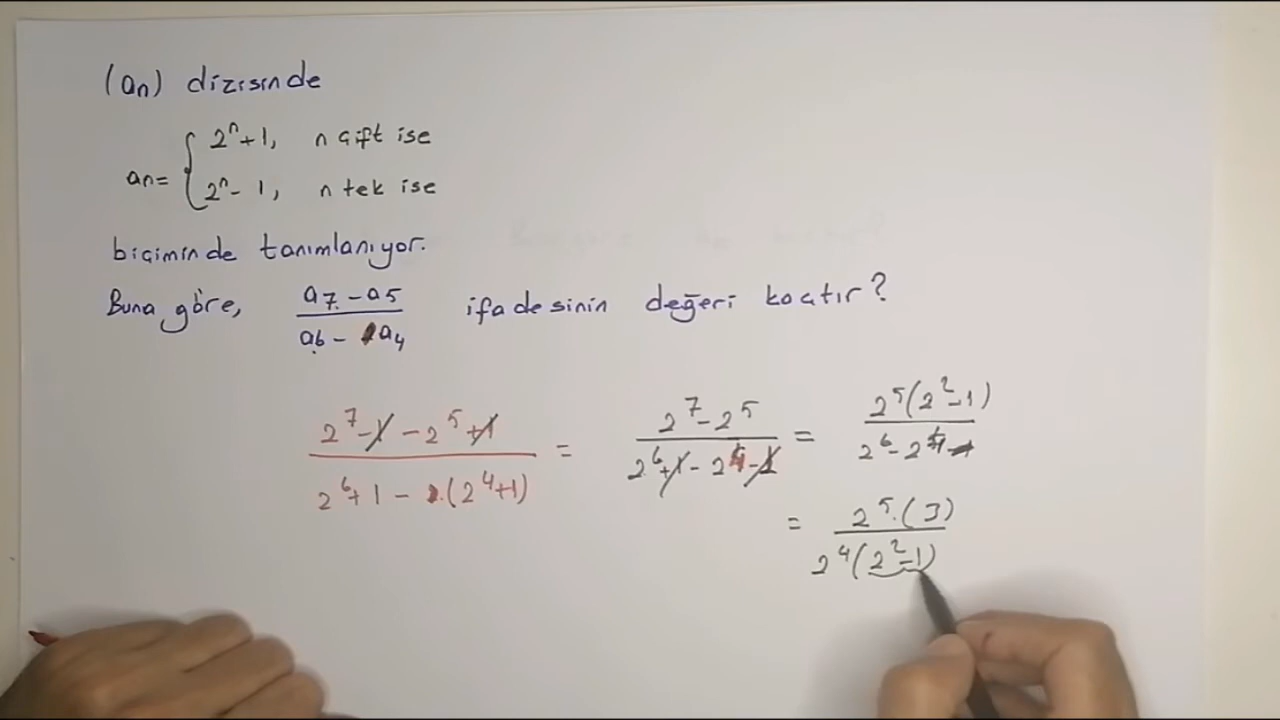 (an) dizisinde
an= { 2ⁿ+1, n çift ise
2ⁿ-1, n tek ise
biçiminde tanımlanıyor.
Buna göre, (a7 - a5)/(a6 - a4) ifadesinin değeri kaçtır?
(2⁷-1-2⁵+1)/(2⁶+1-(2⁴+1)) = (2⁷-2⁵)/(2⁶+1-2⁴-1) = 2⁵(2²-1)/(2⁶-2⁴)
= 2⁵.(3)/2⁴(2²-1)